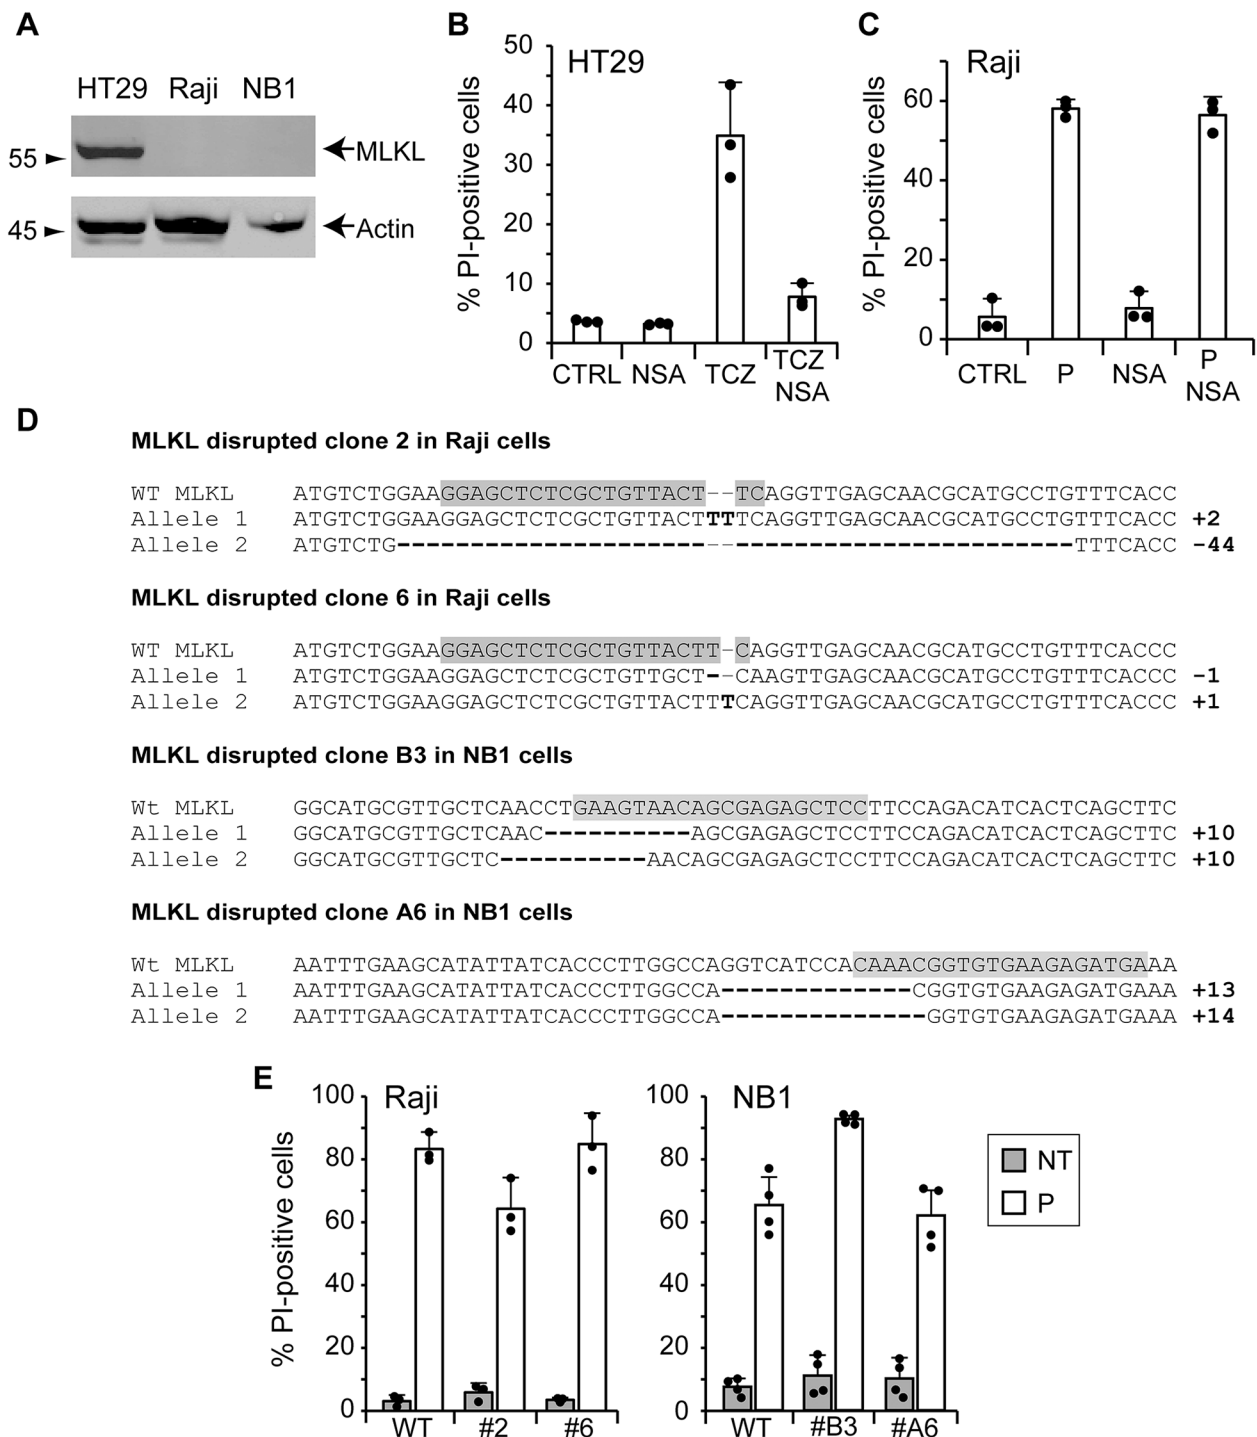 A
HT29 Raji NB1
55
MLKL
45
Actin
B
HT29
% PI-positive cells
50
40
30
20
10
0
CTRL NSA TCZ TCZ NSA
C
Raji
% PI-positive cells
60
40
20
0
CTRL P NSA P NSA
D
MLKL disrupted clone 2 in Raji cells
WT MLKL ATGTCTGGAAGGAGCTCTCGCTGTTACT--TCAGGTTGAGCAACGCATGCCTGTTTCACC
Allele 1 ATGTCTGGAAGGAGCTCTCGCTGTTACTTTTCAGGTTGAGCAACGCATGCCTGTTTCACC +2
Allele 2 ATGTCTG----------------------------------------------TTTCACC -44
MLKL disrupted clone 6 in Raji cells
WT MLKL ATGTCTGGAAGGAGCTCTCGCTGTTACTT-CAGGTTGAGCAACGCATGCCTGTTTCACCC
Allele 1 ATGTCTGGAAGGAGCTCTCGCTGTTGCT--CAAGTTGAGCAACGCATGCCTGTTTCACCC -1
Allele 2 ATGTCTGGAAGGAGCTCTCGCTGTTACTTTCAGGTTGAGCAACGCATGCCTGTTTCACCC +1
MLKL disrupted clone B3 in NB1 cells
Wt MLKL GGCATGCGTTGCTCAACCTGAAGTAACAGCGAGAGCTCCTTCCAGACATCACTCAGCTTC
Allele 1 GGCATGCGTTGCTCAAC----------AGCGAGAGCTCCTTCCAGACATCACTCAGCTTC +10
Allele 2 GGCATGCGTTGCTC----------AACAGCGAGAGCTCCTTCCAGACATCACTCAGCTTC +10
MLKL disrupted clone A6 in NB1 cells
Wt MLKL AATTTGAAGCATATTATCACCCTTGGCCAGGTCATCCACAAACGGTGTGAAGAGATGAAA
Allele 1 AATTTGAAGCATATTATCACCCTTGGCCA-------------CGGTGTGAAGAGATGAAA +13
Allele 2 AATTTGAAGCATATTATCACCCTTGGCCA--------------GGTGTGAAGAGATGAAA +14
E
Raji
% PI-positive cells
100
80
60
40
20
0
WT #2 #6
NB1
100
80
60
40
20
0
WT #B3 #A6
NT
P